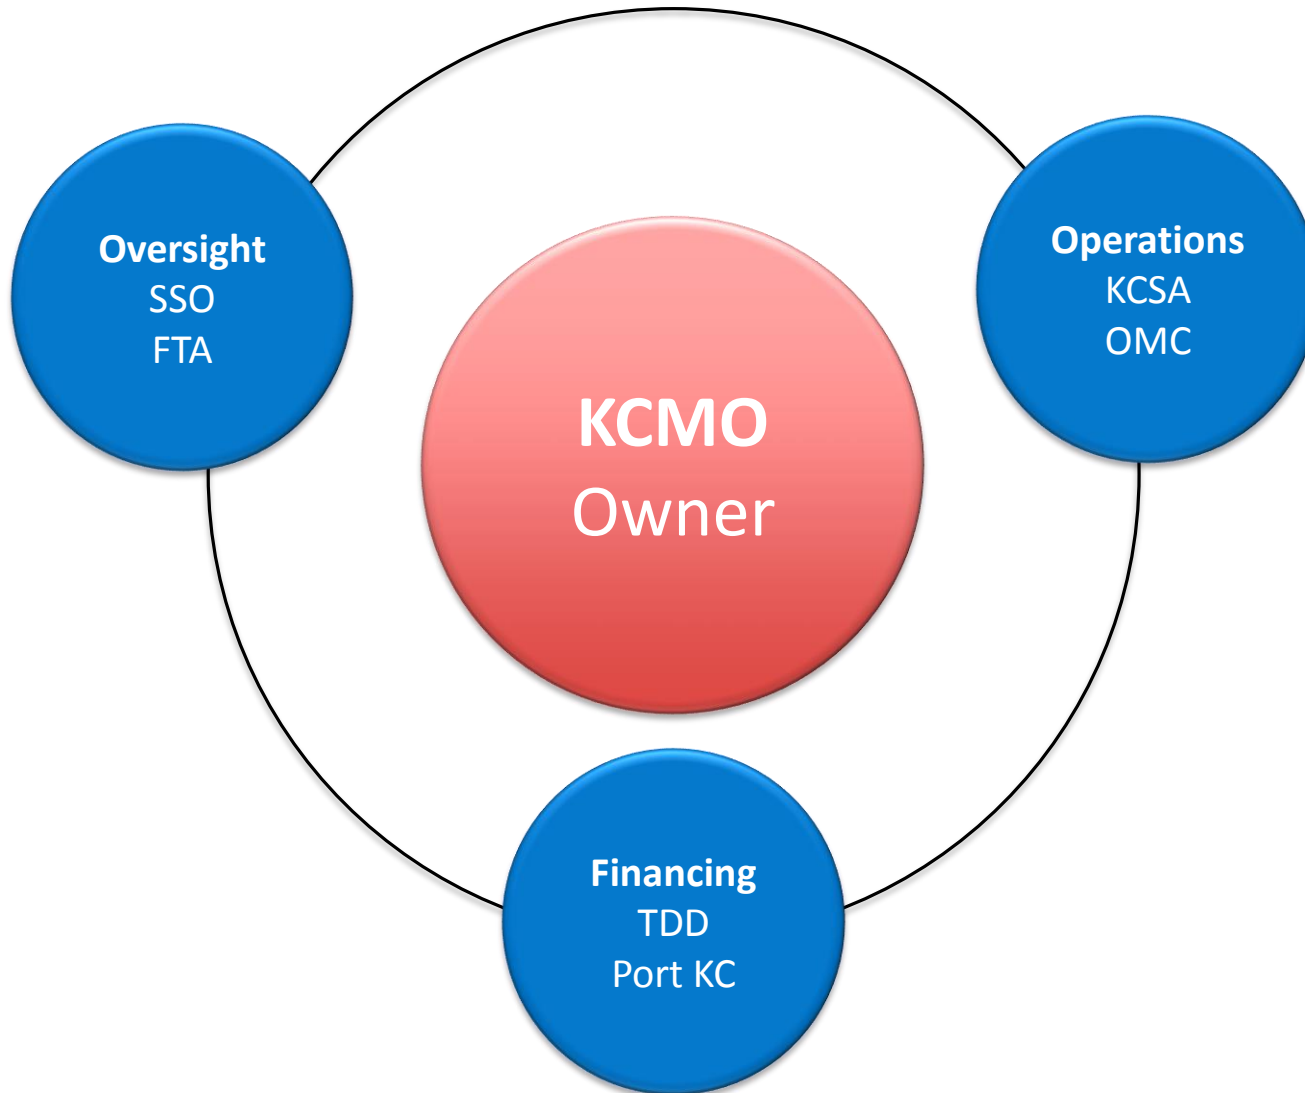 Oversight
SSO
FTA
Operations
KCSA
OMC
KCMO
Owner
Financing
TDD
Port KC